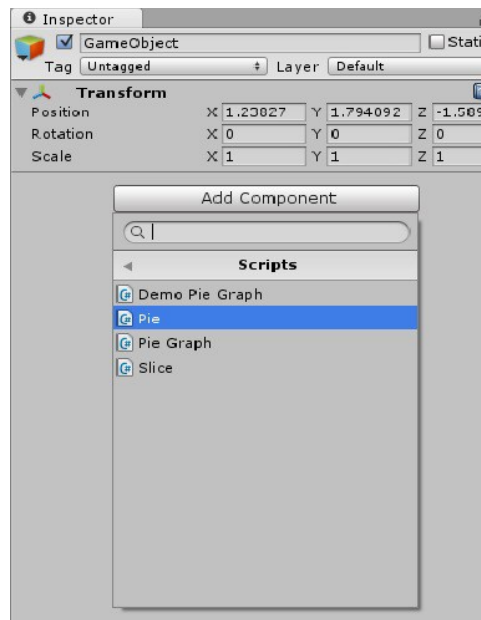 Inspector
GameObject Stati
Tag Untagged Layer Default
Transform
Position X 1.23827 Y 1.794092 Z -1.589
Rotation X 0 Y 0 Z 0
Scale X 1 Y 1 Z 1
Add Component
Scripts
Demo Pie Graph
Pie
Pie Graph
Slice